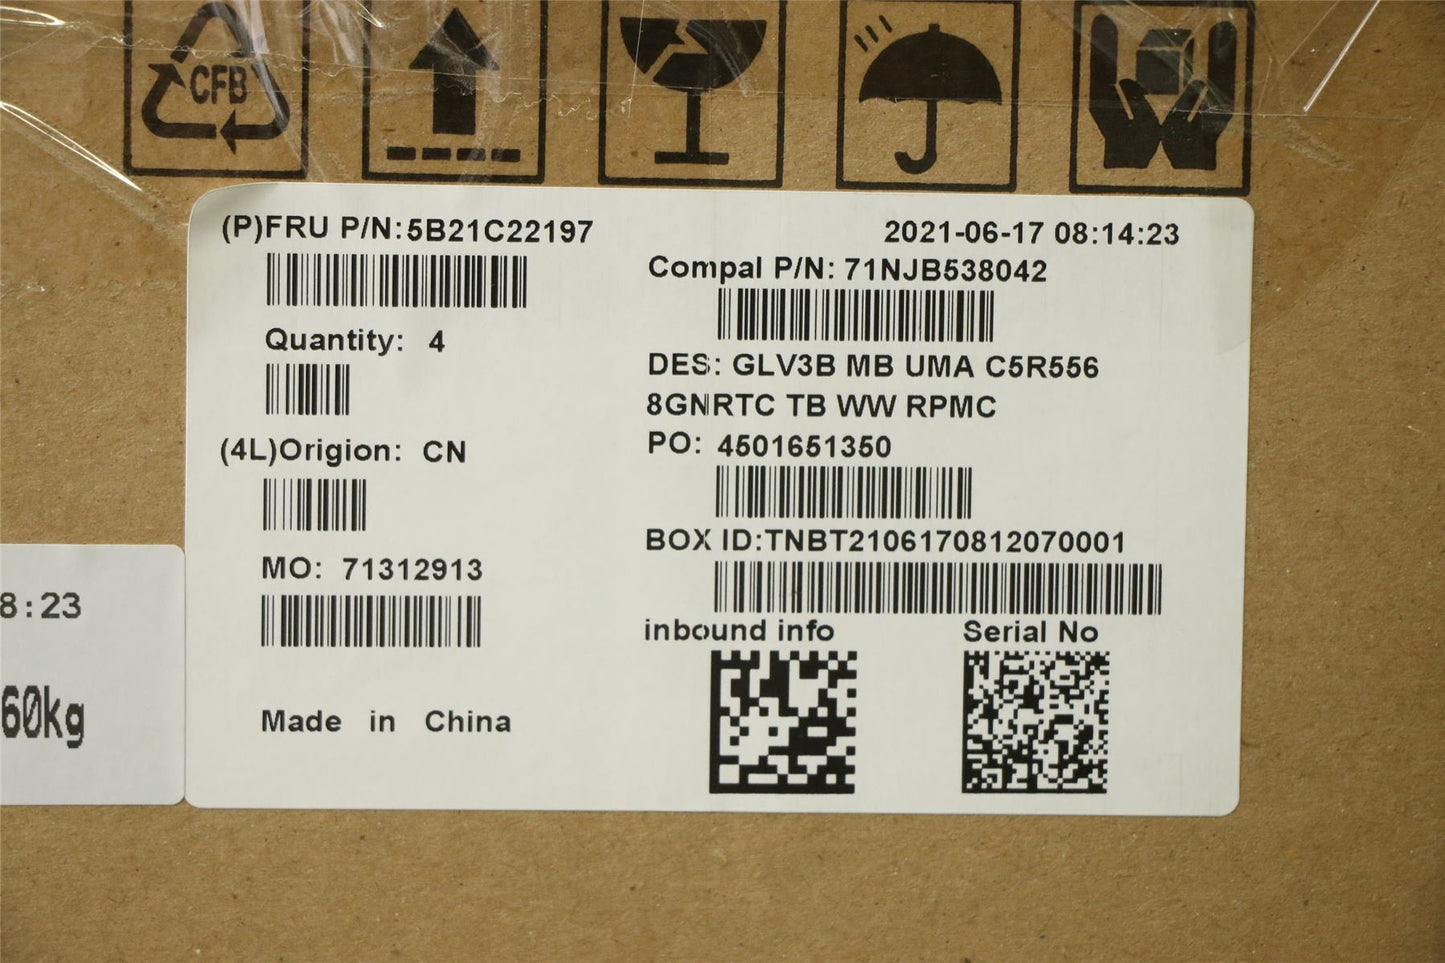 CFB
(P)FRU P/N:5B21C22197
2021-06-17 08:14:23
Compal P/N: 71NJB538042
Quantity: 4
DES: GLV3B MB UMA C5R556
8GNRTC TB WW RPMC
(4L)Origion: CN
PO: 4501651350
BOX ID:TNBT2106170812070001
MO: 71312913
inbound info
Serial No
Made in China
8:23
60kg